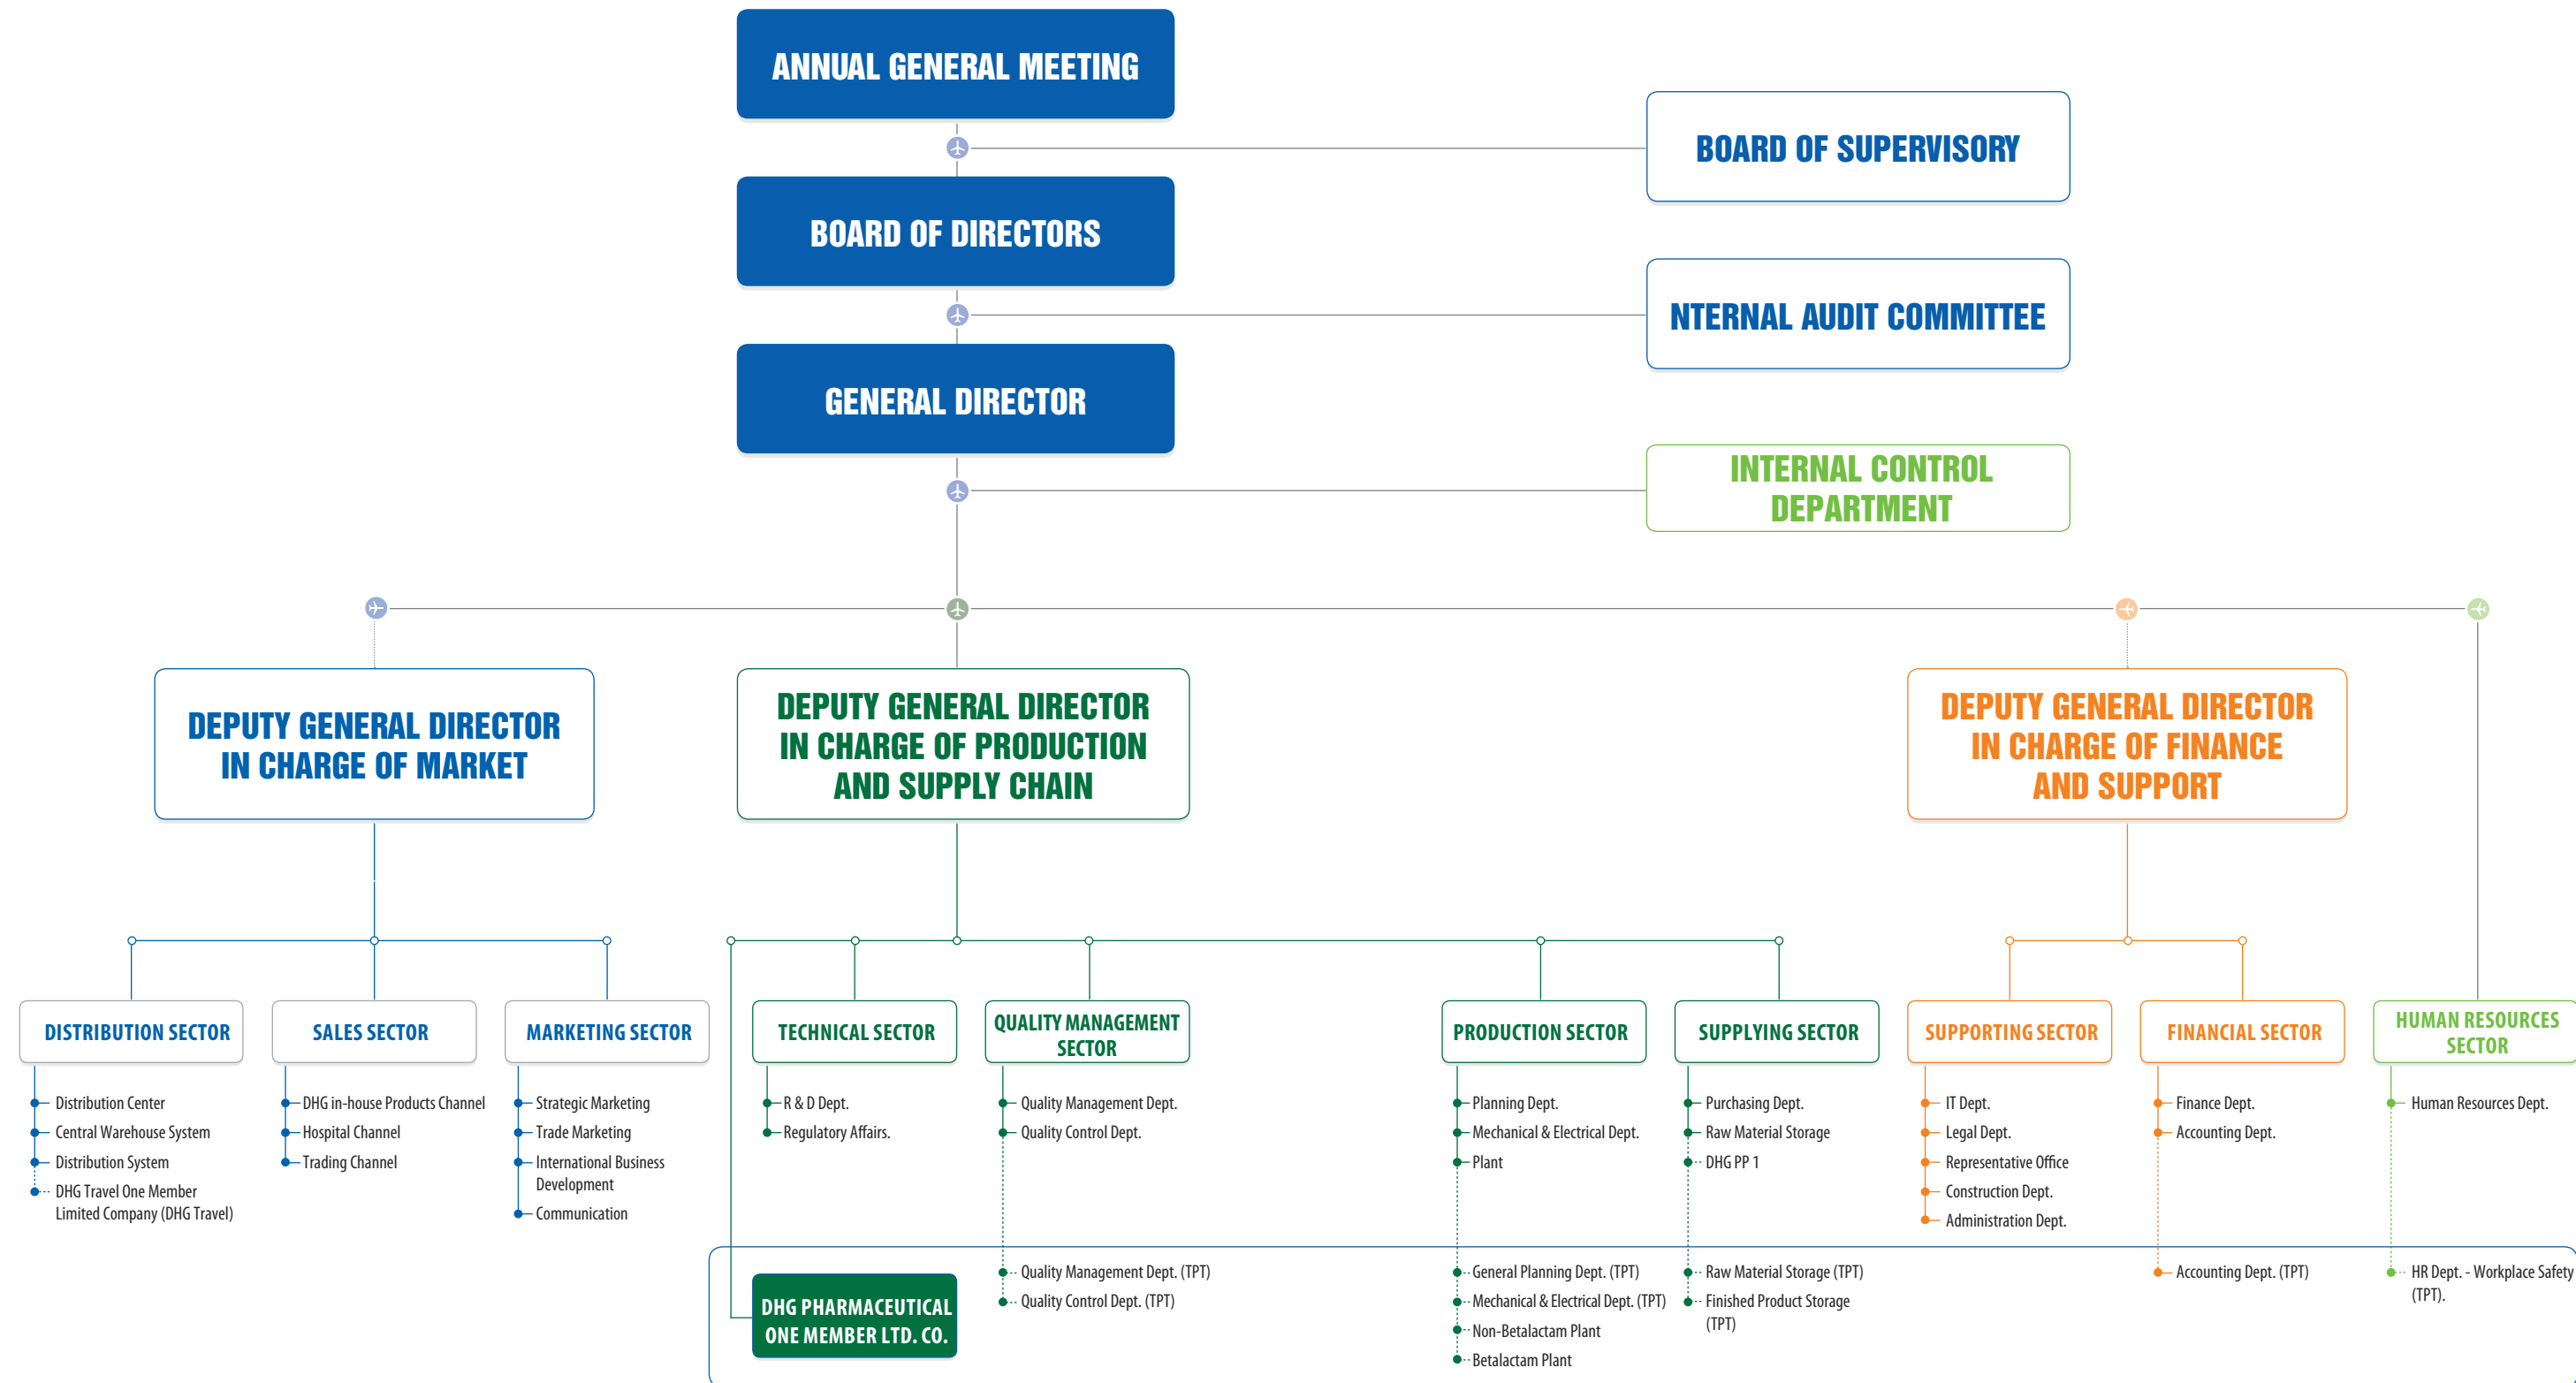 ANNUAL GENERAL MEETING
BOARD OF SUPERVISORY
BOARD OF DIRECTORS
NTERNAL AUDIT COMMITTEE
GENERAL DIRECTOR
INTERNAL CONTROL
DEPARTMENT
DEPUTY GENERAL DIRECTOR
IN CHARGE OF MARKET
DEPUTY GENERAL DIRECTOR
IN CHARGE OF PRODUCTION
AND SUPPLY CHAIN
DEPUTY GENERAL DIRECTOR
IN CHARGE OF FINANCE
AND SUPPORT
DISTRIBUTION SECTOR
Distribution Center
Central Warehouse System
Distribution System
DHG Travel One Member
Limited Company (DHG Travel)
SALES SECTOR
DHG in-house Products Channel
Hospital Channel
Trading Channel
MARKETING SECTOR
Strategic Marketing
Trade Marketing
International Business
Development
Communication
TECHNICAL SECTOR
R & D Dept.
Regulatory Affairs.
QUALITY MANAGEMENT
SECTOR
Quality Management Dept.
Quality Control Dept.
PRODUCTION SECTOR
Planning Dept.
Mechanical & Electrical Dept.
Plant
SUPPLYING SECTOR
Purchasing Dept.
Raw Material Storage
DHG PP 1
SUPPORTING SECTOR
IT Dept.
Legal Dept.
Representative Office
Construction Dept.
Administration Dept.
FINANCIAL SECTOR
Finance Dept.
Accounting Dept.
HUMAN RESOURCES
SECTOR
Human Resources Dept.
DHG PHARMACEUTICAL
ONE MEMBER LTD. CO.
Quality Management Dept. (TPT)
Quality Control Dept. (TPT)
General Planning Dept. (TPT)
Mechanical & Electrical Dept. (TPT)
Non-Betalactam Plant
Betalactam Plant
Raw Material Storage (TPT)
Finished Product Storage
(TPT)
Accounting Dept. (TPT)
HR Dept. - Workplace Safety
(TPT).